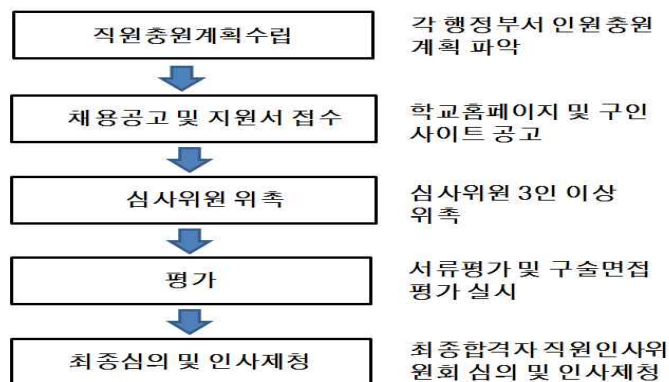 직원충원계획수립
각 행정부서 인원충원
계획 파악
채용공고 및 지원서 접수
학교홈페이지 및 구인
사이트 공고
심사위원 위촉
심사위원 3인 이상
위촉
평가
서류평가 및 구술면접
평가 실시
최종심의 및 인사제청
최종합격자 직원인사위
원회 심의 및 인사제청